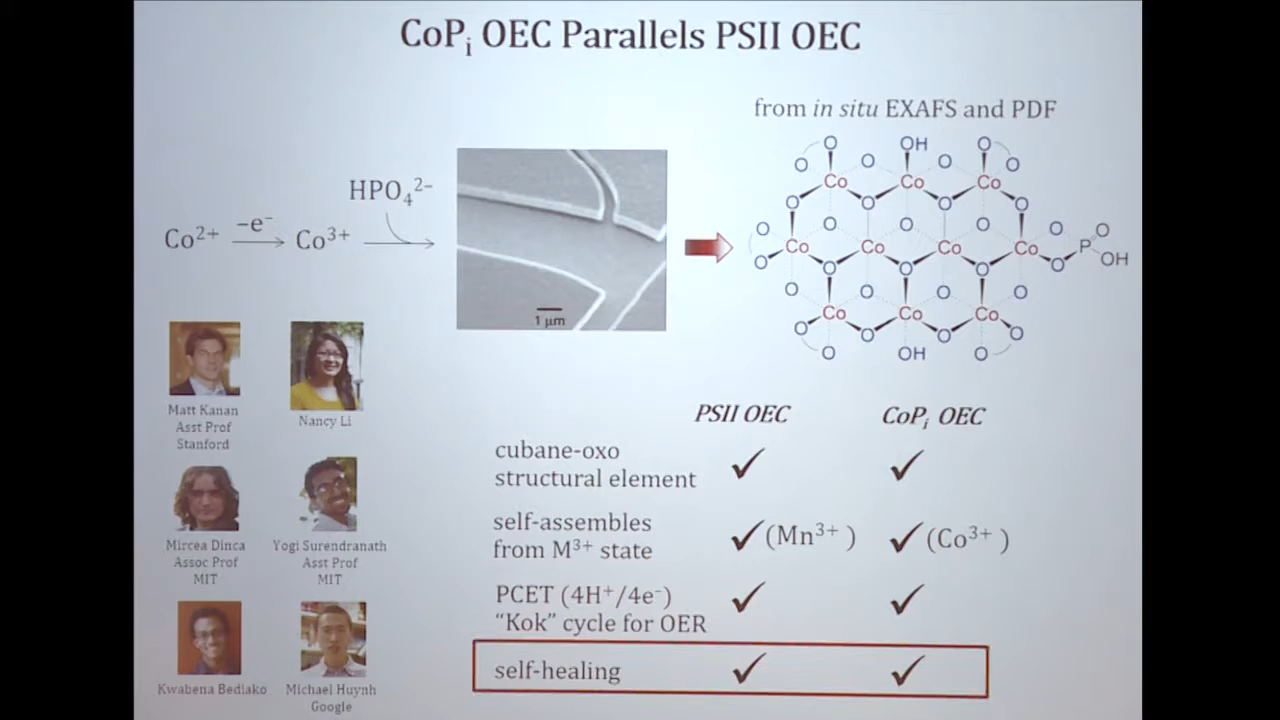 CoPi OEC Parallels PSII OEC
from in situ EXAFS and PDF
HPO₄²⁻
Co²⁺ –e⁻ Co³⁺
1 µm
O OH O
O O O O
Co Co Co
O O O O
O O O
O O O O
Co Co Co Co P OH
O O O O O
O O O O
Co Co Co
O O O O
O OH O
Matt Kanan
Asst Prof
Stanford
Nancy Li
Mircea Dinca
Assoc Prof
MIT
Yogi Surendranath
Asst Prof
MIT
Kwabena Bediako
Michael Huynh
Google
PSII OEC CoPi OEC
cubane-oxo
structural element ✓ ✓
self-assembles
from M³⁺ state ✓ (Mn³⁺ ) ✓ (Co³⁺ )
PCET (4H⁺/4e⁻)
“Kok” cycle for OER ✓ ✓
self-healing ✓ ✓